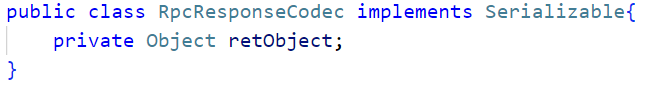 public class RpcResponseCodec implements Serializable{
    private Object retObject;
}